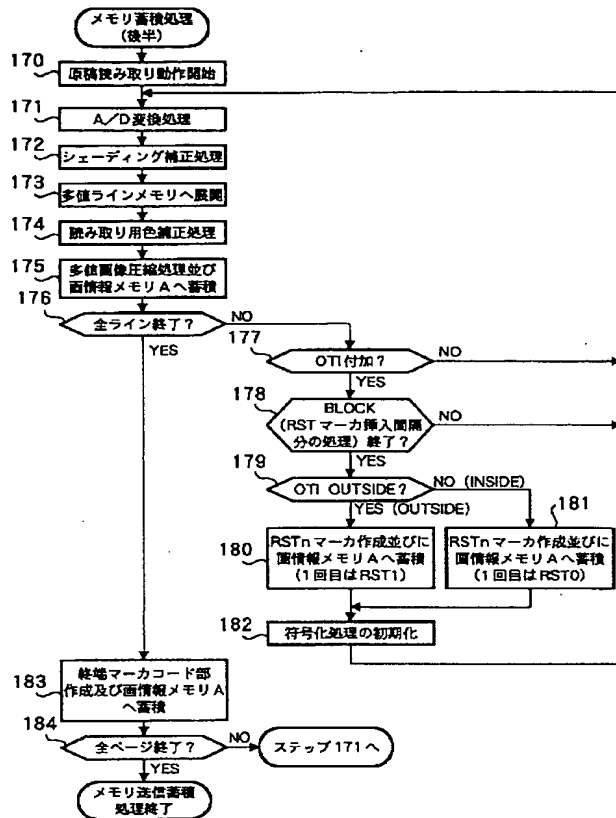 メモリ蓄積処理
(後半)
170
原稿読み取り動作開始
171
A／D変換処理
172
シェーディング補正処理
173
多値ラインメモリへ展開
174
読み取り用色補正処理
175
多値画像圧縮処理並び
画情報メモリAへ蓄積
176
全ライン終了？
NO
YES
177
OTI付加？
NO
YES
178
BLOCK
(RSTマーカ挿入間隔
分の処理) 終了？
NO
YES
179
OTI OUTSIDE？
NO (INSIDE)
YES (OUTSIDE)
180
RSTnマーカ作成並びに
画情報メモリAへ蓄積
(1回目はRST1)
181
RSTnマーカ作成並びに
画情報メモリAへ蓄積
(1回目はRST0)
182
符号化処理の初期化
183
終端マーカコード部
作成及び画情報メモリA
へ蓄積
184
全ページ終了？
NO
ステップ171へ
YES
メモリ送信蓄積
処理終了